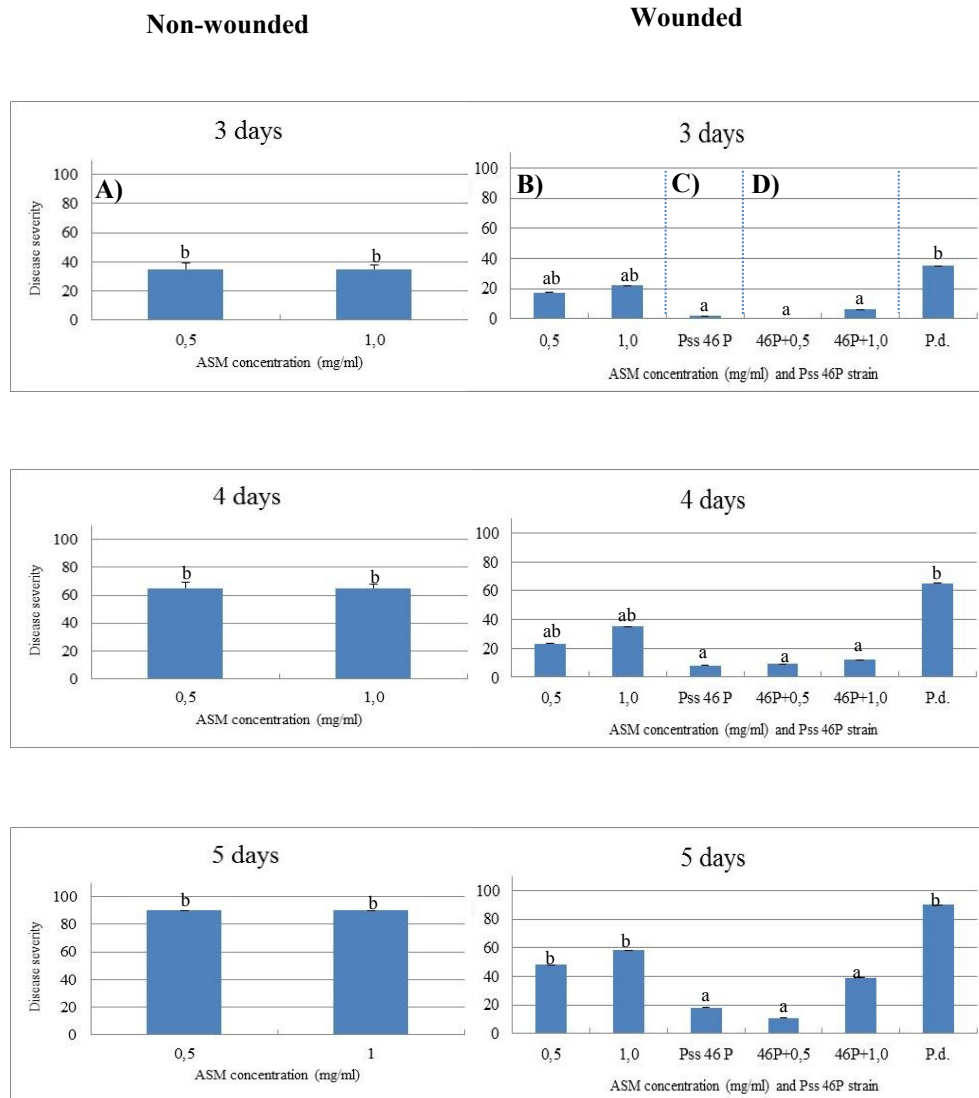 Non-wounded
Wounded
3 days
A)
Disease severity
100
80
60
40
20
0
b
b
0,5
1,0
ASM concentration (mg/ml)
3 days
B)
C)
D)
100
80
60
40
20
0
ab
ab
a
a
a
b
0,5
1,0
Pss 46 P
46P+0,5
46P+1,0
P.d.
ASM concentration (mg/ml) and Pss 46P strain
4 days
Disease severity
100
80
60
40
20
0
b
b
0,5
1,0
ASM concentration (mg/ml)
4 days
100
80
60
40
20
0
ab
ab
a
a
a
b
0,5
1,0
Pss 46 P
46P+0,5
46P+1,0
P.d.
ASM concentration (mg/ml) and Pss 46P strain
5 days
Disease severity
100
80
60
40
20
0
b
b
0,5
1
ASM concentration (mg/ml)
5 days
100
80
60
40
20
0
b
b
a
a
a
b
0,5
1,0
Pss 46 P
46P+0,5
46P+1,0
P.d.
ASM concentration (mg/ml) and Pss 46P strain